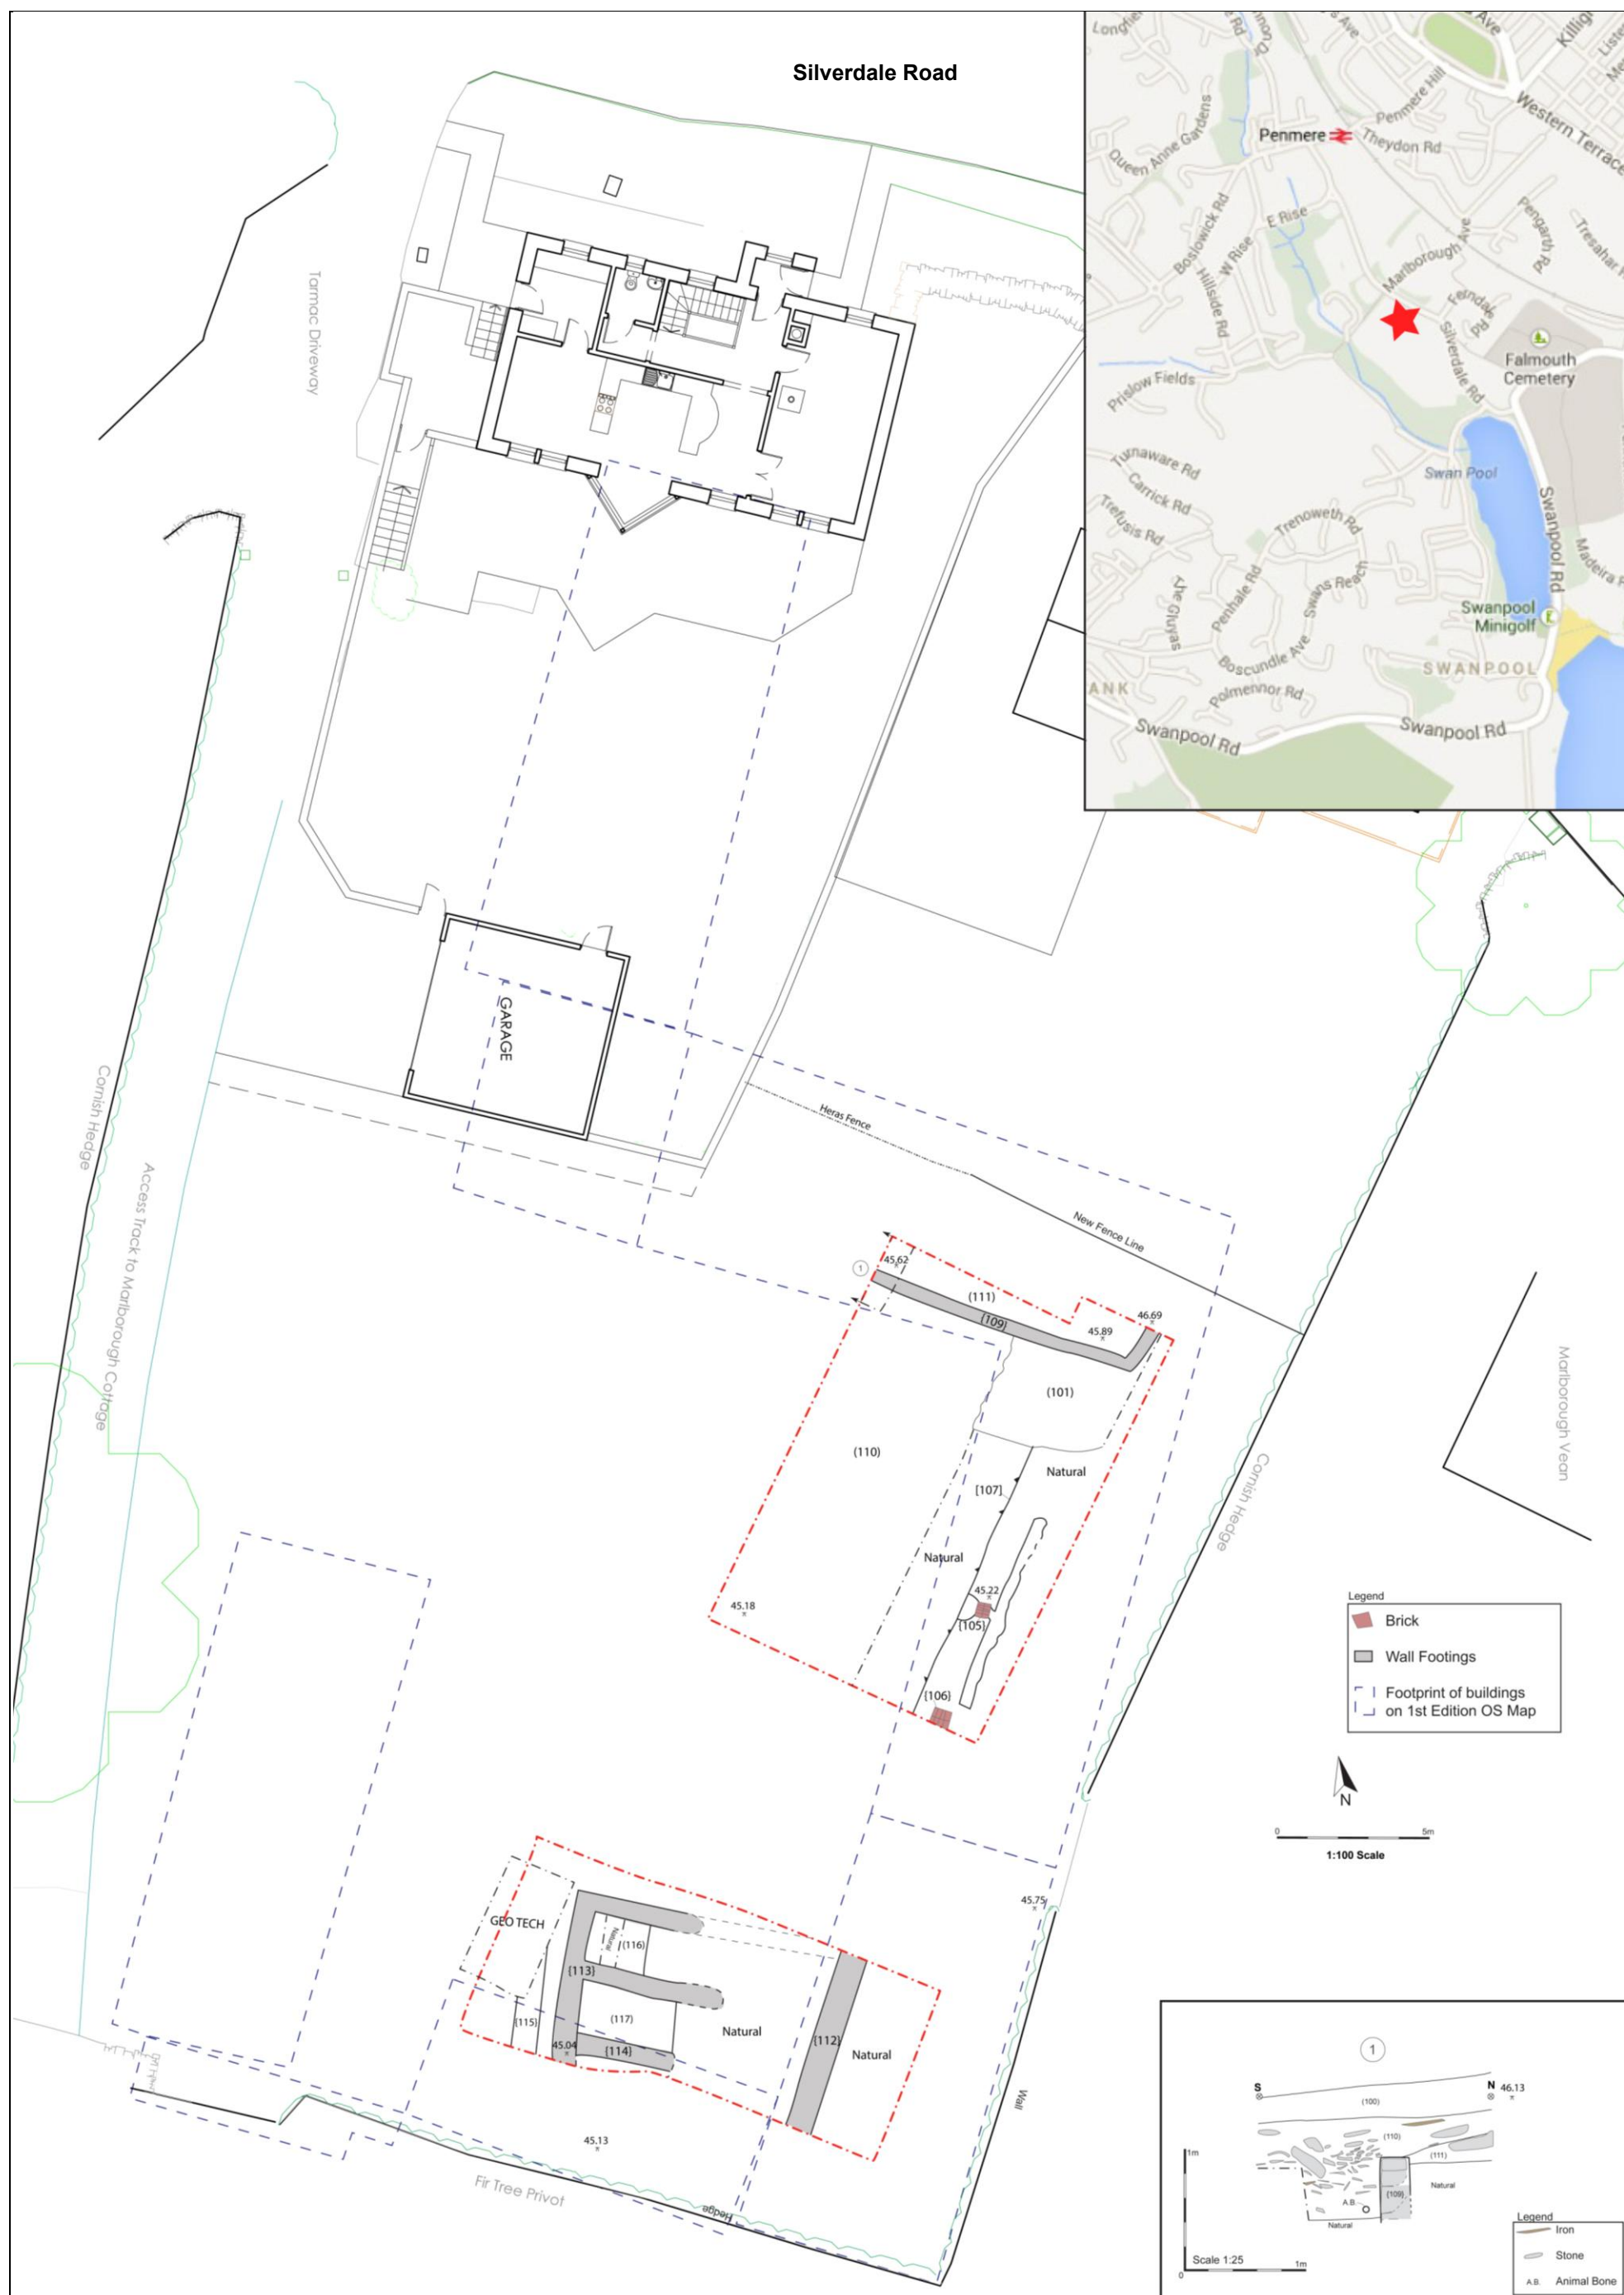 Silverdale Road
Longfie
Western Terrace
Penmere Hill
Penmere
Theydon Rd
Queen Anne Gardens
E Rise
Boslowick Rd
W Rise
Hillside Rd
Marlborough Ave
Pengarth Rd
Ferndale Rd
Silverdale Rd
Falmouth
Cemetery
Prislow Fields
Turnaware Rd
Carrick Rd
Trefusis Rd
Swan Pool
Trenoweth Rd
Swanpool Rd
Swans Reach
Penhale Rd
The Gluyas
Swanpool
Minigolf
Boscundle Ave
Polmennor Rd
SWANPOOL
ANK
Swanpool Rd
Swanpool Rd
Tarmac Driveway
GARAGE
Cornish Hedge
Access Track to Marlborough Cottage
Heras Fence
New Fence Line
1
45.62
(111)
(109)
45.89
46.69
(101)
(110)
Natural
[107]
Natural
45.22
{105}
45.18
{106}
Cornish Hedge
Marlborough Vean
Legend
Brick
Wall Footings
Footprint of buildings
on 1st Edition OS Map
N
0 5m
1:100 Scale
45.75
GEO TECH
Natural
(116)
{113}
(117)
{115}
Natural
45.04
{114}
{112}
Natural
45.13
Wall
Fir Tree Privot
Hedge
1
S
N 46.13
(100)
(110)
(111)
1m
{109}
Natural
A.B.
Natural
Scale 1:25
0
1m
Legend
Iron
Stone
A.B. Animal Bone